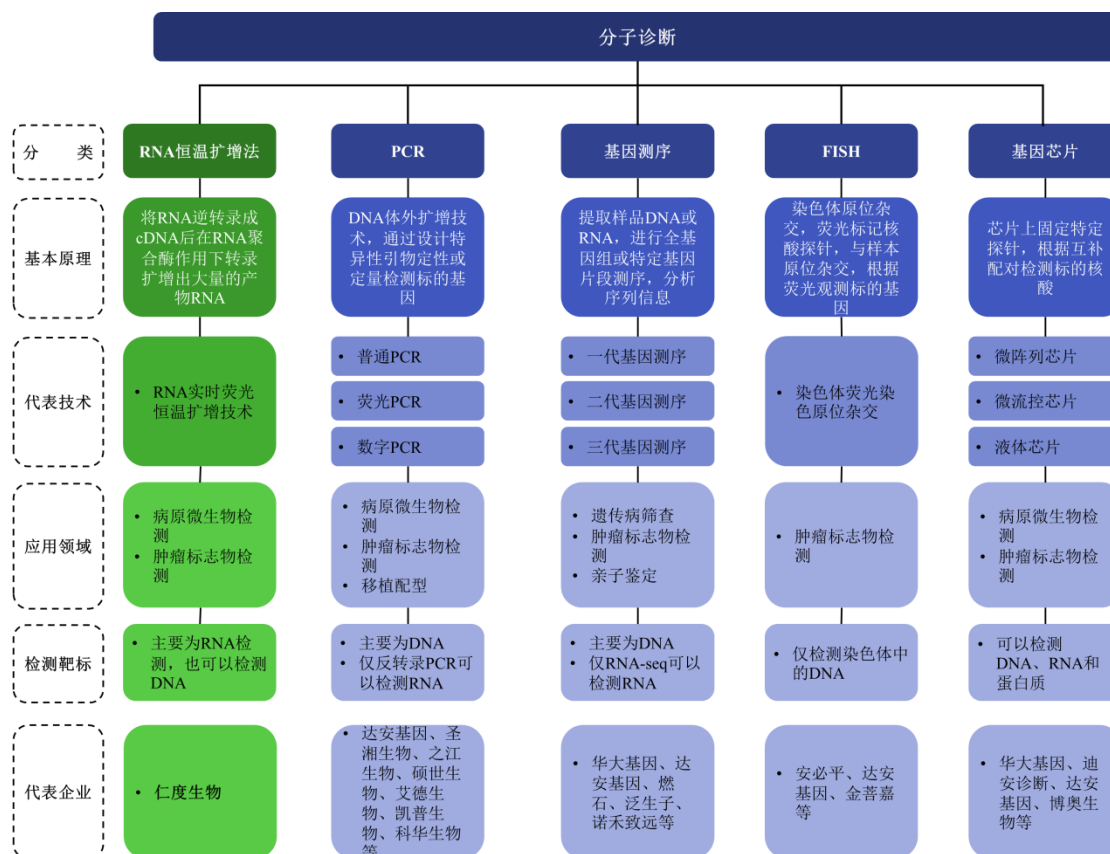 分子诊断
分 类
RNA恒温扩增法
PCR
基因测序
FISH
基因芯片
基本原理
将RNA逆转录成
cDNA后在RNA聚
合酶作用下转录
扩增出大量的产
物RNA
DNA体外扩增技
术，通过设计特
异性引物定性或
定量检测标的基
因
提取样品DNA或
RNA，进行全基
因组或特定基因
片段测序，分析
序列信息
染色体原位杂
交，荧光标记核
酸探针，与样本
原位杂交，根据
荧光观测标的基
因
芯片上固定特定
探针，根据互补
配对检测标的核
酸
代表技术
• RNA实时荧光
恒温扩增技术
• 普通PCR
• 荧光PCR
• 数字PCR
• 一代基因测序
• 二代基因测序
• 三代基因测序
• 染色体荧光染
色原位杂交
• 微阵列芯片
• 微流控芯片
• 液体芯片
应用领域
• 病原微生物检
测
• 肿瘤标志物检
测
• 病原微生物检
测
• 肿瘤标志物检
测
• 移植配型
• 遗传病筛查
• 肿瘤标志物检
测
• 亲子鉴定
• 肿瘤标志物检
测
• 病原微生物检
测
• 肿瘤标志物检
测
检测靶标
• 主要为RNA检
测，也可以检测
DNA
• 主要为DNA
• 仅反转录PCR可
以检测RNA
• 主要为DNA
• 仅RNA-seq可以
检测RNA
• 仅检测染色体中
的DNA
• 可以检测
DNA、RNA和
蛋白质
代表企业
• 仁度生物
• 达安基因、圣
湘生物、之江
生物、硕世生
物、艾德生
物、凯普生
物、科华生物
等
• 华大基因、达
安基因、燃
石、泛生子、
诺禾致远等
• 安必平、达安
基因、金菩嘉
等
• 华大基因、迪
安诊断、达安
基因、博奥生
物等